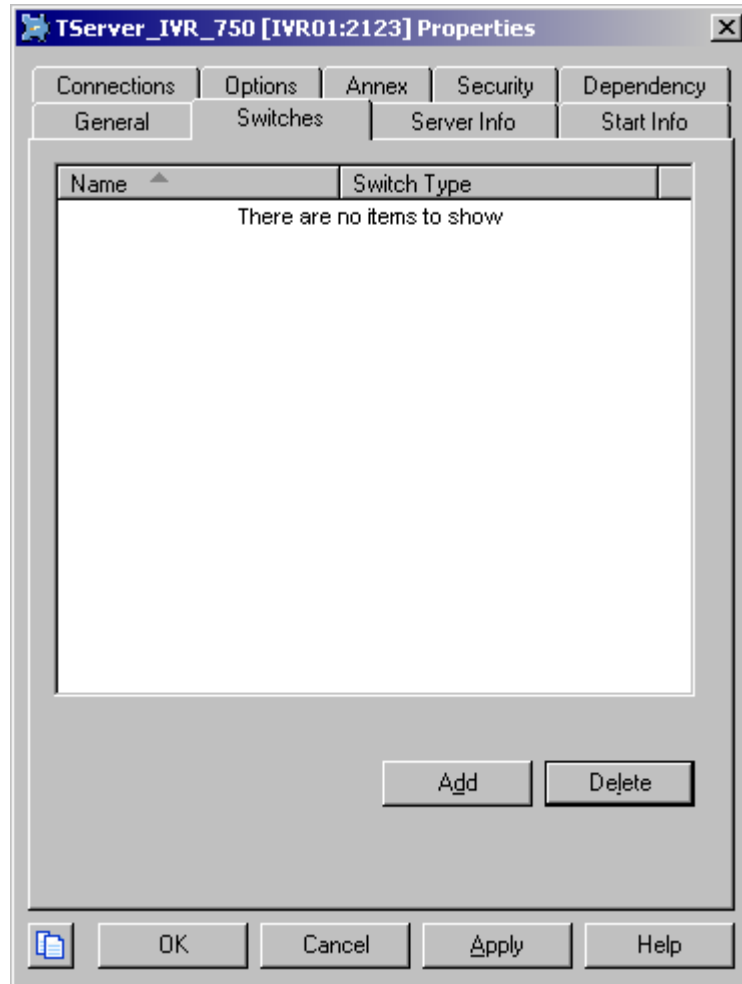 TServer_IVR_750 [IVR01:2123] Properties
Connections Options Annex Security Dependency
General Switches Server Info Start Info
Name Switch Type
There are no items to show
Add Delete
OK Cancel Apply Help